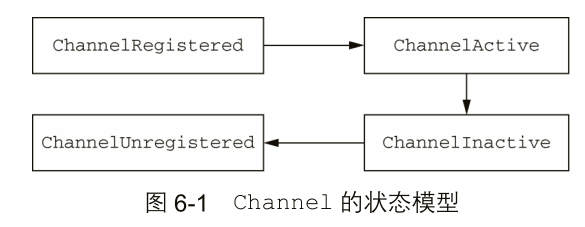 ChannelRegistered
ChannelActive
ChannelUnregistered
ChannelInactive
图 6-1 Channel 的状态模型